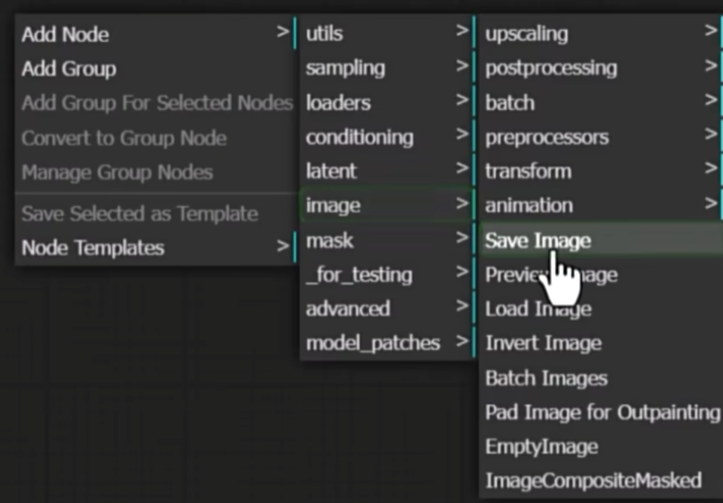 Add Node >
Add Group
Add Group For Selected Nodes
Convert to Group Node
Manage Group Nodes
Save Selected as Template
Node Templates >
utils >
sampling >
loaders >
conditioning >
latent >
image >
mask >
_for_testing >
advanced >
model_patches >
upscaling >
postprocessing >
batch >
preprocessors >
transform >
animation >
Save Image
Preview Image
Load Image
Invert Image
Batch Images
Pad Image for Outpainting
EmptyImage
ImageCompositeMasked